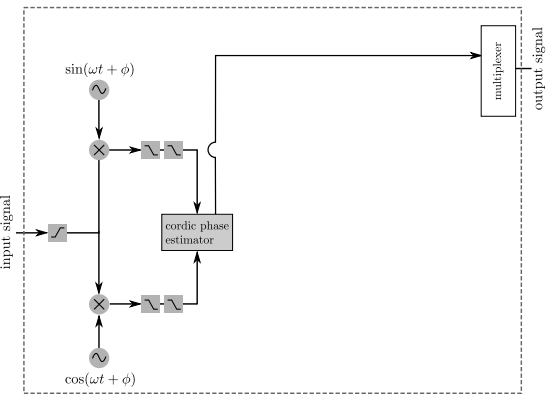 sin(ωt + ϕ)
input signal
cordic phase
estimator
cos(ωt + ϕ)
multiplexer
output signal